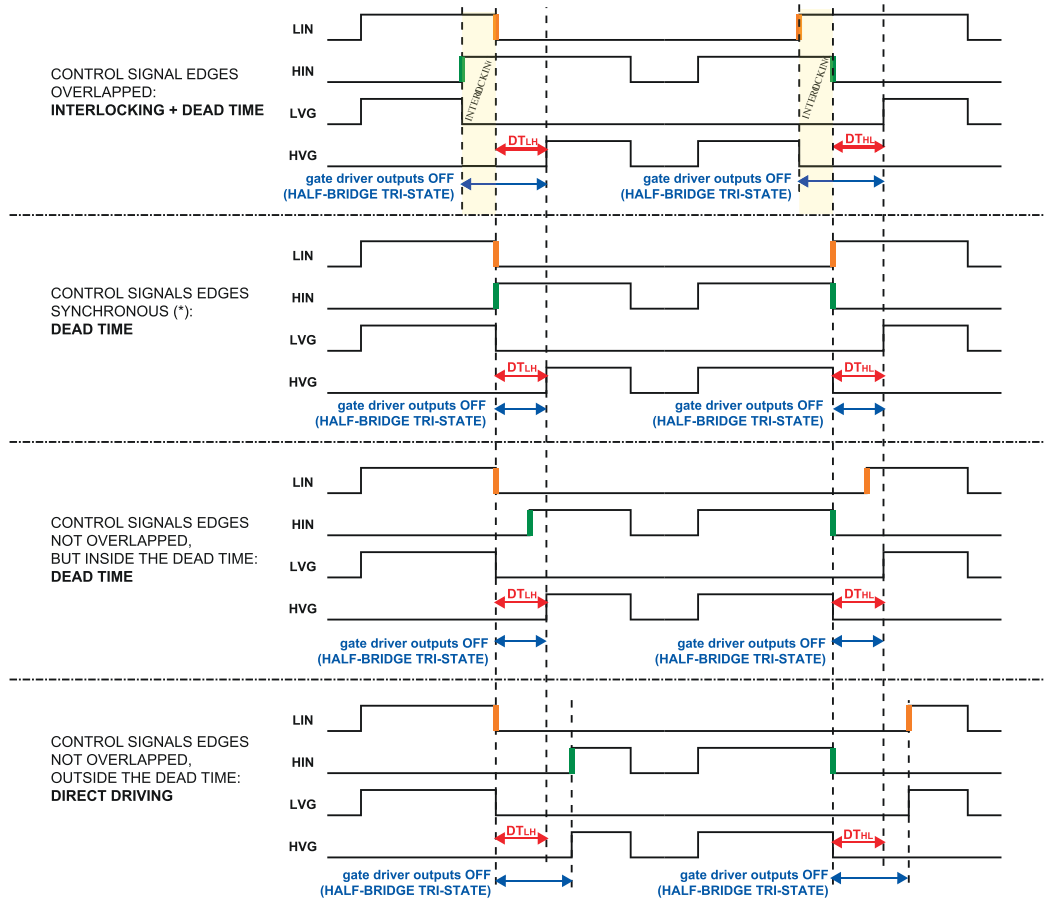 LIN
HIN
LVG
HVG
CONTROL SIGNAL EDGES
OVERLAPPED:
INTERLOCKING + DEAD TIME
INTERLOCKING
INTERLOCKING
DTLH
DTHL
gate driver outputs OFF
(HALF-BRIDGE TRI-STATE)
gate driver outputs OFF
(HALF-BRIDGE TRI-STATE)
LIN
HIN
LVG
HVG
CONTROL SIGNALS EDGES
SYNCHRONOUS (*):
DEAD TIME
DTLH
DTHL
gate driver outputs OFF
(HALF-BRIDGE TRI-STATE)
gate driver outputs OFF
(HALF-BRIDGE TRI-STATE)
LIN
HIN
LVG
HVG
CONTROL SIGNALS EDGES
NOT OVERLAPPED,
BUT INSIDE THE DEAD TIME:
DEAD TIME
DTLH
DTHL
gate driver outputs OFF
(HALF-BRIDGE TRI-STATE)
gate driver outputs OFF
(HALF-BRIDGE TRI-STATE)
LIN
HIN
LVG
HVG
CONTROL SIGNALS EDGES
NOT OVERLAPPED,
OUTSIDE THE DEAD TIME:
DIRECT DRIVING
DTLH
DTHL
gate driver outputs OFF
(HALF-BRIDGE TRI-STATE)
gate driver outputs OFF
(HALF-BRIDGE TRI-STATE)